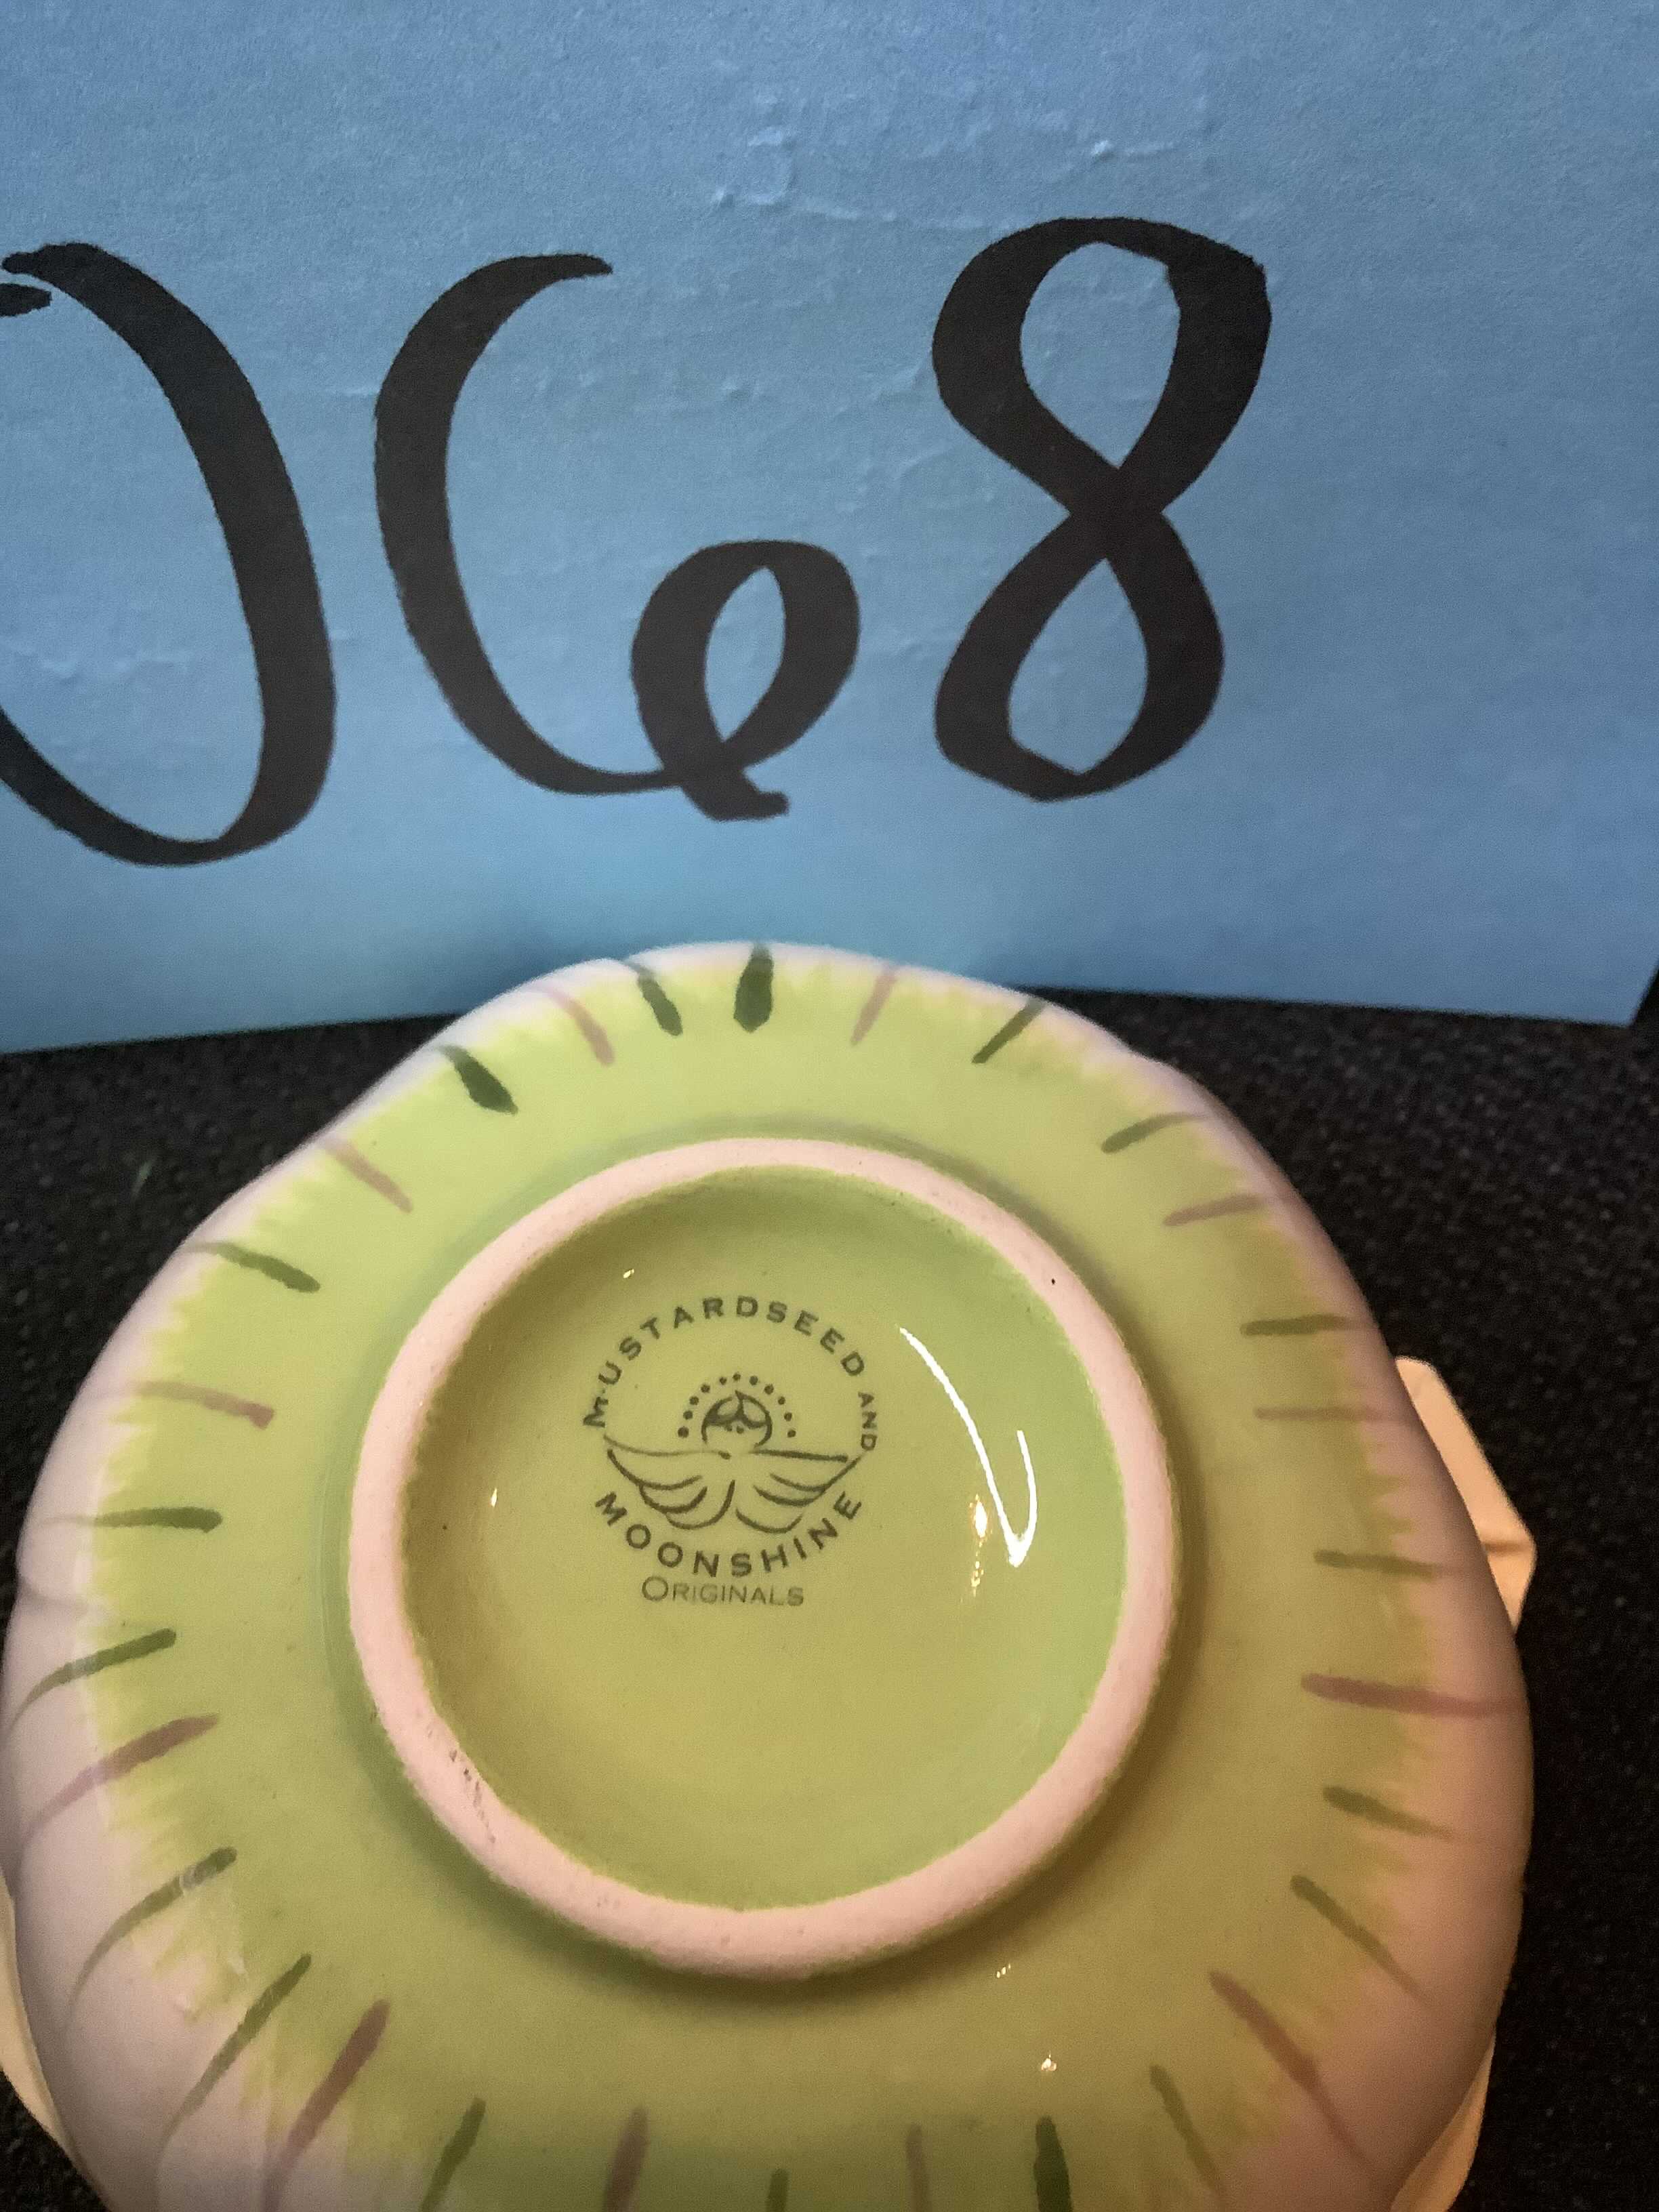 068
MUSTARDSEED AND
MOONSHINE
ORIGINALS